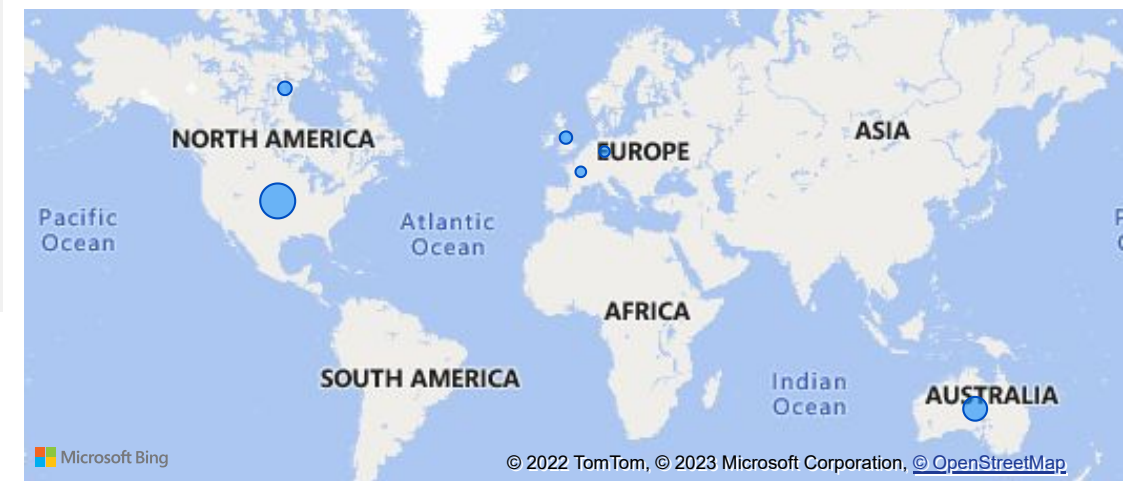 NORTH AMERICA
ASIA
EUROPE
Pacific
Ocean
Atlantic
Ocean
AFRICA
SOUTH AMERICA
Indian
Ocean
AUSTRALIA
Microsoft Bing
© 2022 TomTom, © 2023 Microsoft Corporation, © OpenStreetMap